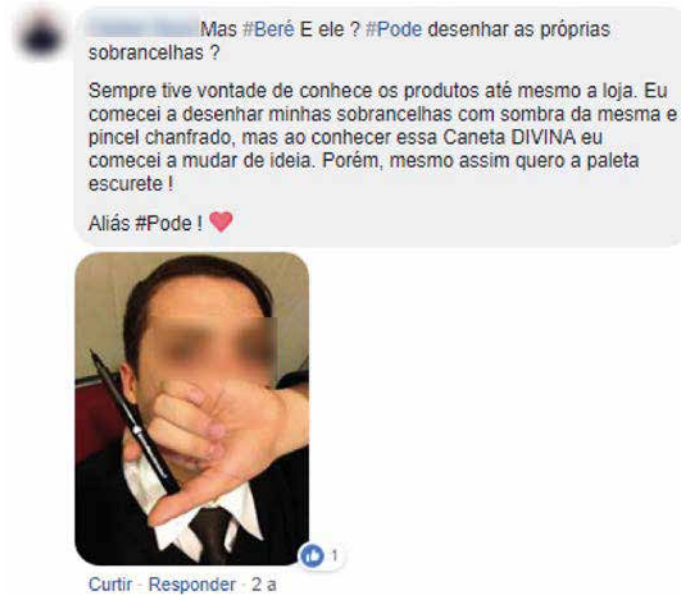 Mas #Beré E ele ? #Pode desenhar as próprias
sobrancelhas ?
Sempre tive vontade de conhece os produtos até mesmo a loja. Eu
comecei a desenhar minhas sobrancelhas com sombra da mesma e
pincel chanfrado, mas ao conhecer essa Caneta DIVINA eu
comecei a mudar de ideia. Porém, mesmo assim quero a paleta
escurete !
Aliás #Pode ! ❤
1
Curtir · Responder · 2 a